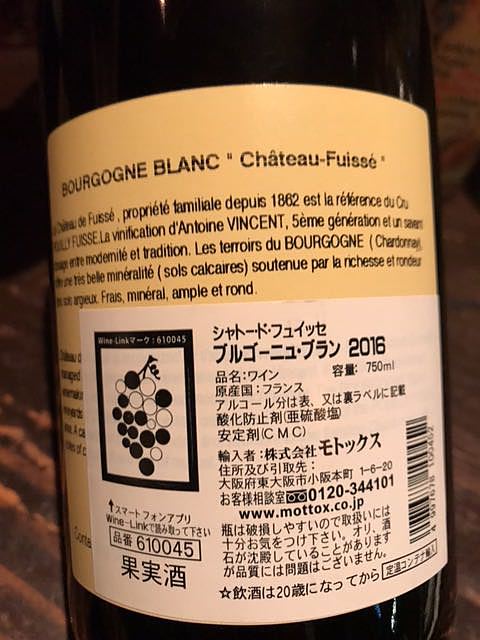 BOURGOGNE BLANC " Château-Fuissé "
Château de Fuissé , propriété familiale depuis 1862 est la référence du Cru
POUILLY FUISSE.La vinification d'Antoine VINCENT, 5ème génération et un savant
entre modernité et tradition. Les terroirs du BOURGOGNE ( Chardonnay),
une très belle minéralité ( sols calcaires) soutenue par la richesse et rondeur
sols argileux. Frais, minéral, ample et rond.
Wine-Linkマーク:610045
シャトー・ド・フュイッセ
ブルゴーニュ・ブラン 2016
品名:ワイン 容量: 750ml
原産国:フランス
アルコール分は表、又は裏ラベルに記載
酸化防止剤(亜硫酸塩)
安定剤(CMC)
輸入者:株式会社モトックス
住所及び引取先:
大阪府東大阪市小阪本町 1-6-20
お客様相談室 0120-344101
www.mottox.co.jp
瓶は破損しやすいので取扱いには
十分お気をつけ下さい。オリ、酒
石が沈殿していることがあります
が品質には問題はございません。
定温コンテナ輸入
☆飲酒は20歳になってから
↑スマートフォンアプリ
Wine-Linkで読み取って下さい
品番 610045
果実酒